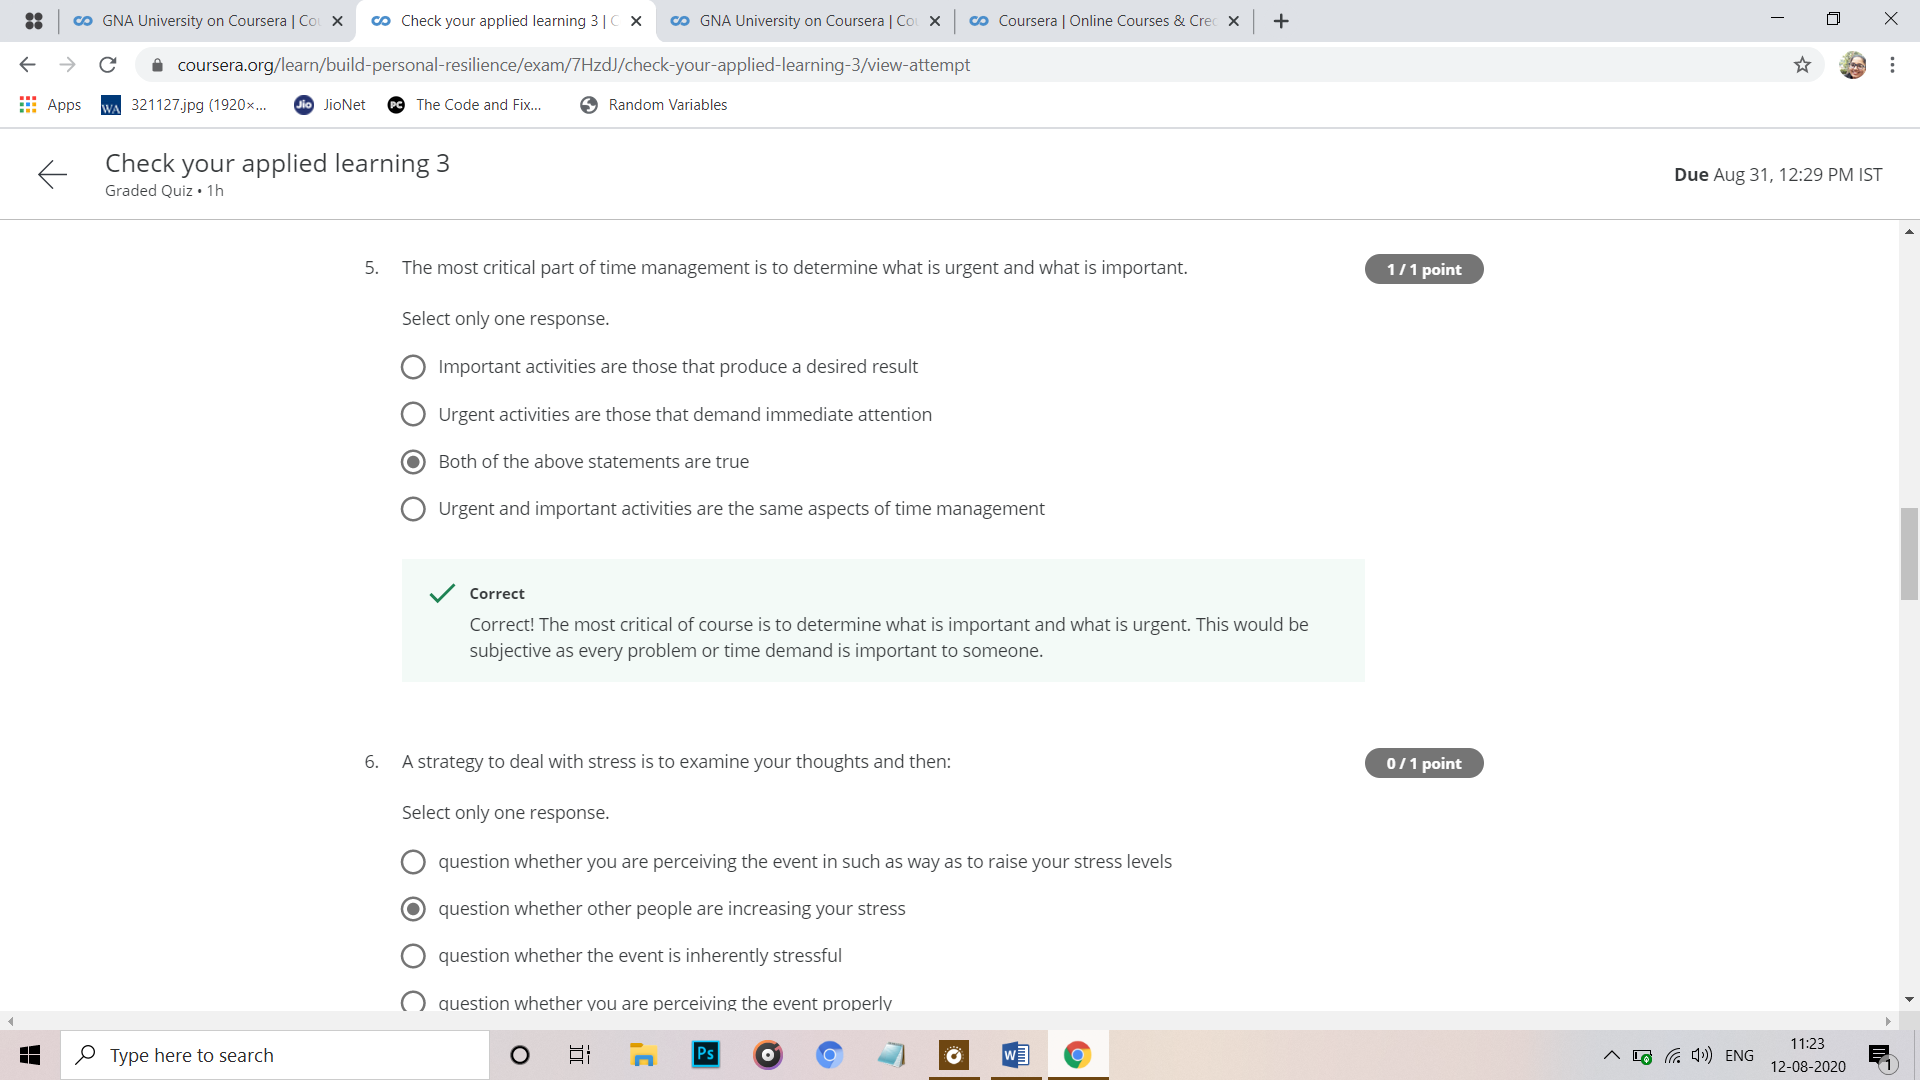 GNA University on Coursera | Cou
Check your applied learning 3 | C
GNA University on Coursera | Cou
Coursera | Online Courses & Cred
coursera.org/learn/build-personal-resilience/exam/7HzdJ/check-your-applied-learning-3/view-attempt
Apps
WA
321127.jpg (1920×...
Jio
JioNet
PC
The Code and Fix...
Random Variables
Check your applied learning 3
Graded Quiz • 1h
Due Aug 31, 12:29 PM IST
5. The most critical part of time management is to determine what is urgent and what is important.
1 / 1 point
Select only one response.
Important activities are those that produce a desired result
Urgent activities are those that demand immediate attention
Both of the above statements are true
Urgent and important activities are the same aspects of time management
Correct
Correct! The most critical of course is to determine what is important and what is urgent. This would be
subjective as every problem or time demand is important to someone.
6. A strategy to deal with stress is to examine your thoughts and then:
0 / 1 point
Select only one response.
question whether you are perceiving the event in such as way as to raise your stress levels
question whether other people are increasing your stress
question whether the event is inherently stressful
question whether you are perceiving the event properly
Type here to search
Ps
W
ENG
11:23
12-08-2020
1